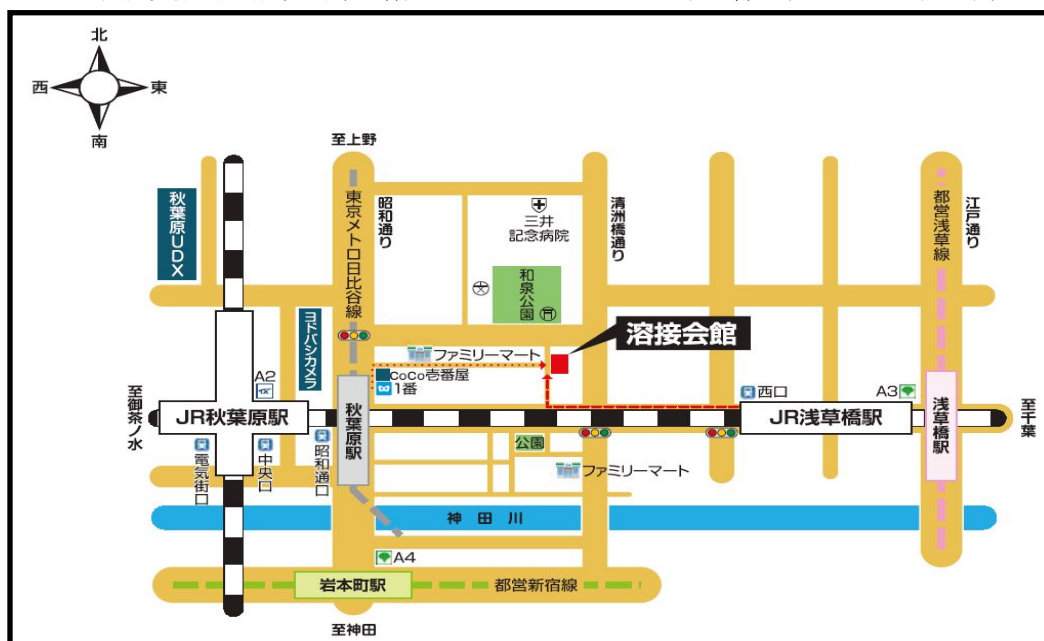 北
西
東
南
至上野
秋葉原UDX
東京メトロ日比谷線
昭和通り
三井
記念病院
清洲橋通り
都営浅草線
江戸通り
和泉公園
溶接会館
ヨドバシカメラ
ファミリーマート
CoCo壱番屋
1番
A2
至御茶ノ水
JR秋葉原駅
秋葉原駅
西口
A3
JR浅草橋駅
浅草橋駅
至千葉
電気街口
中央口
昭和通口
公園
ファミリーマート
神田川
A4
岩本町駅
都営新宿線
至神田